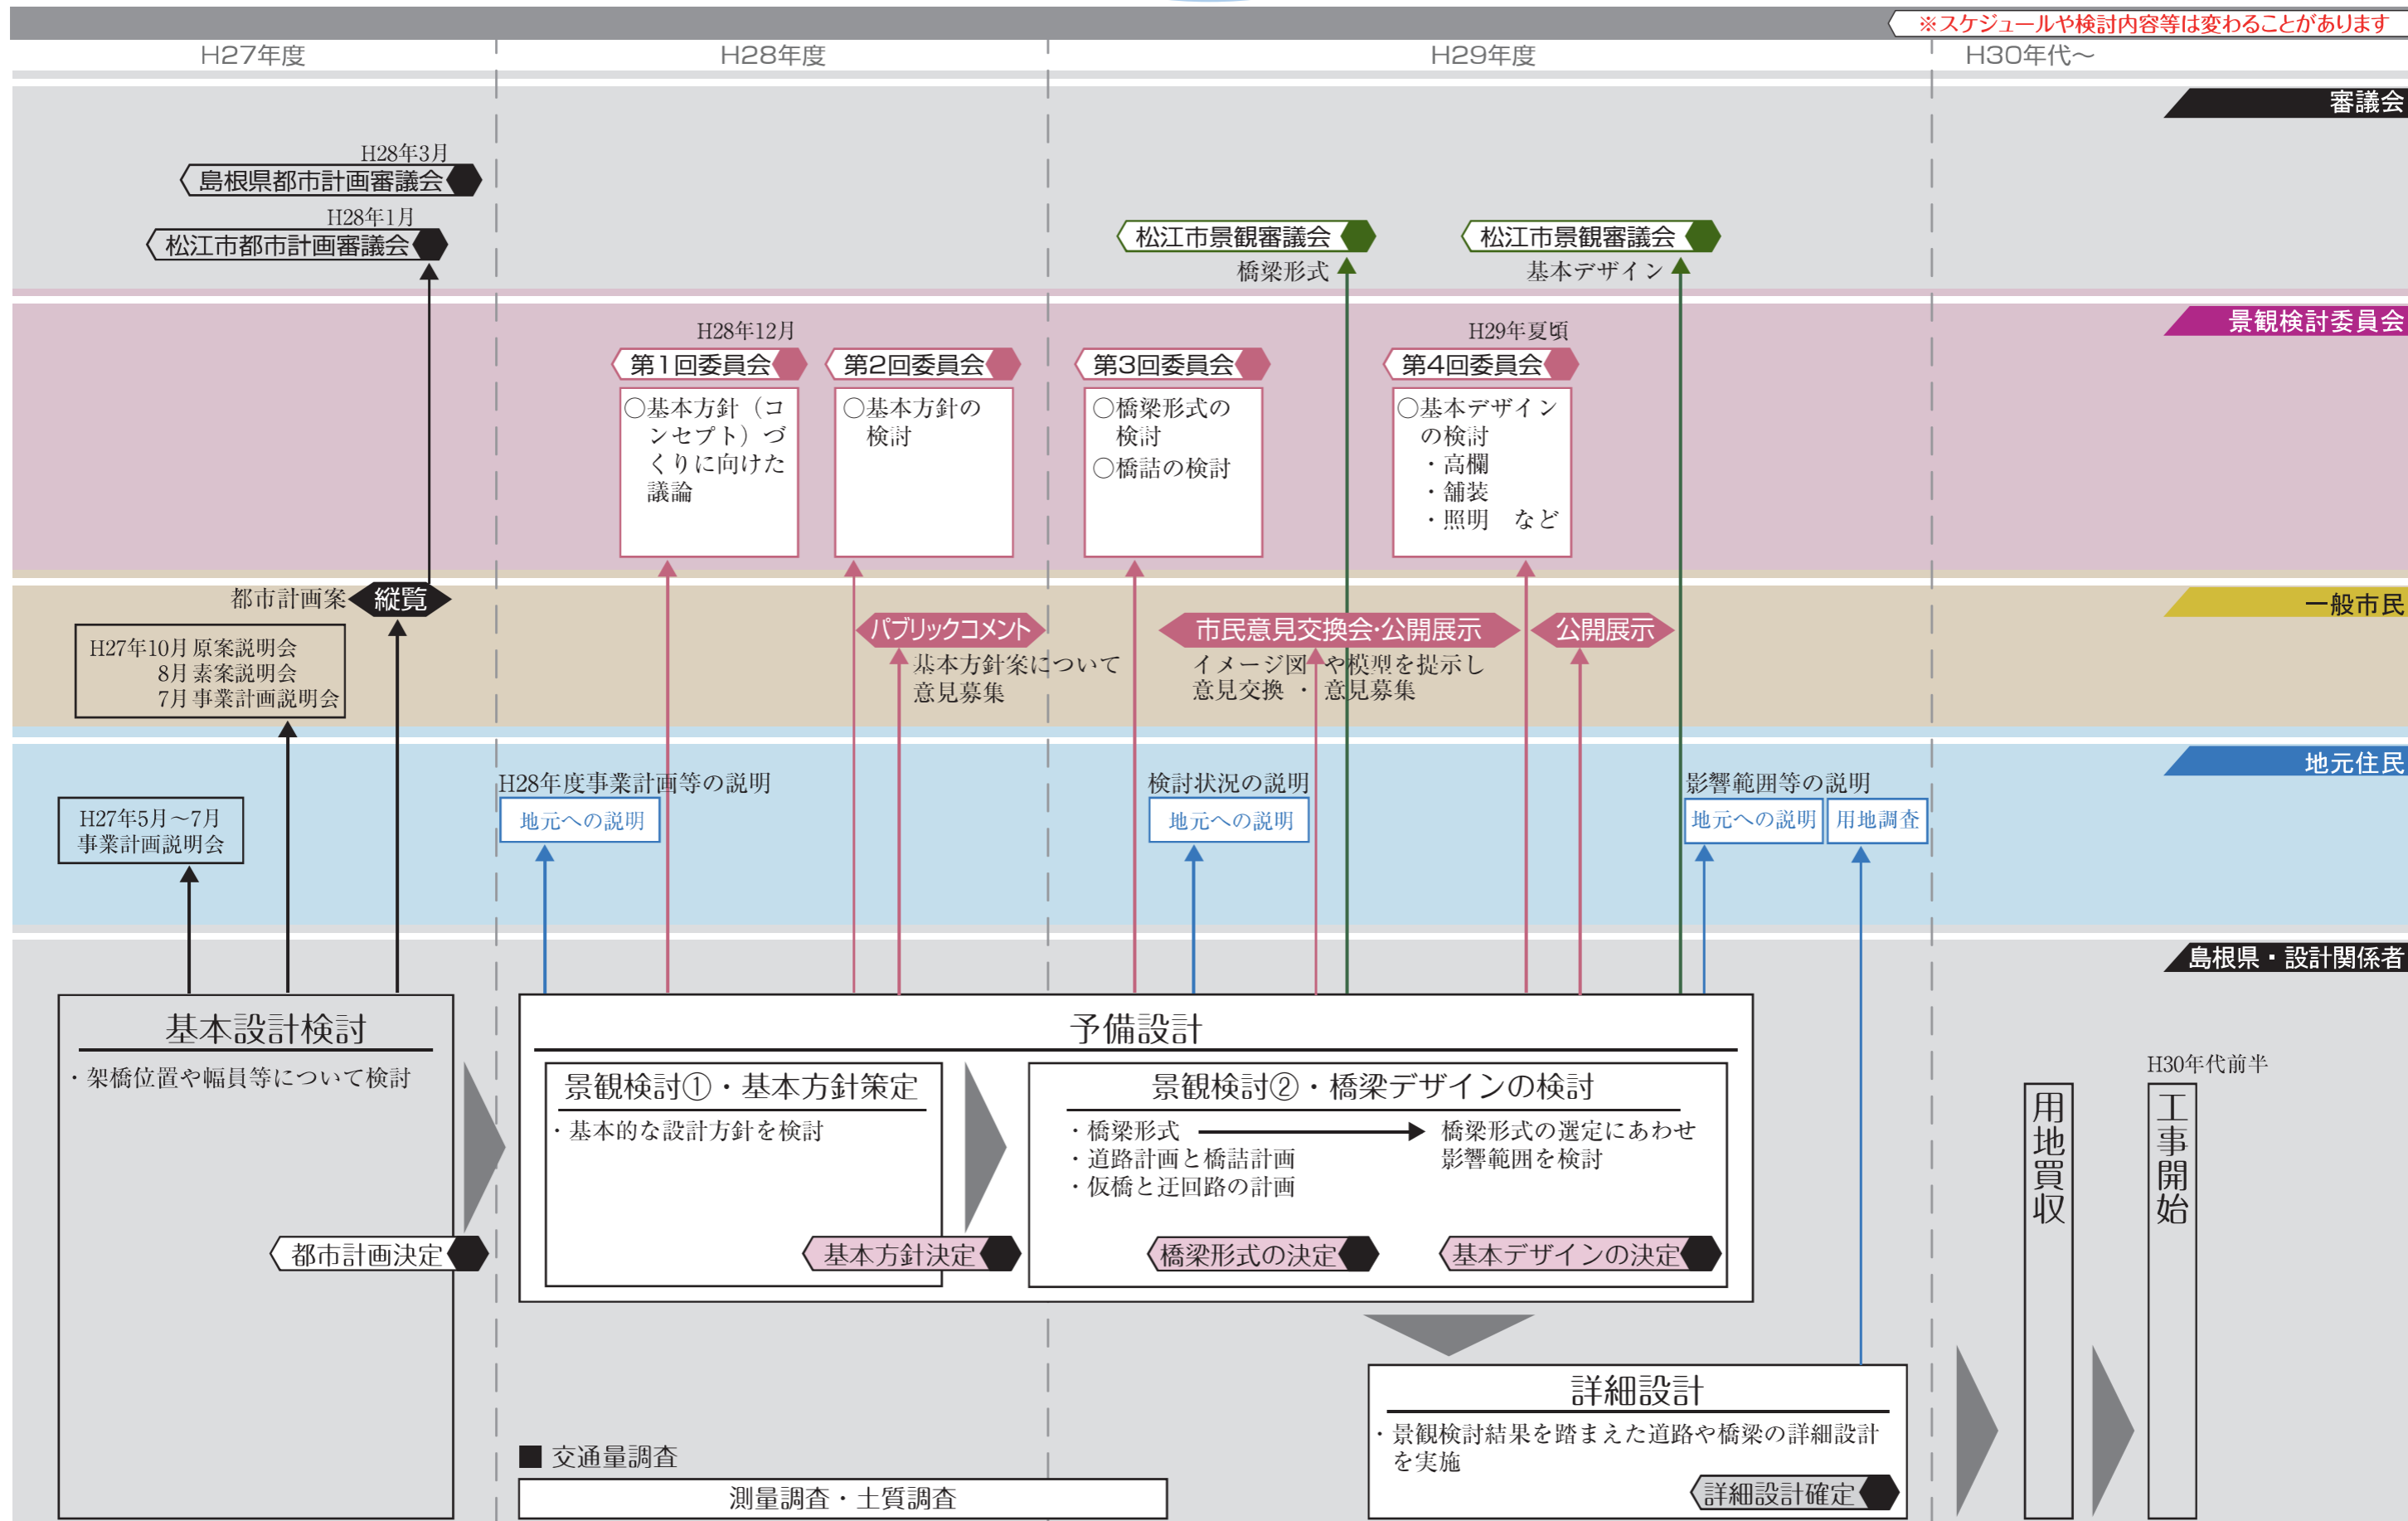 ※スケジュールや検討内容等は変わることがあります
H27年度
H28年度
H29年度
H30年代～
審議会
H28年3月
島根県都市計画審議会
H28年1月
松江市都市計画審議会
松江市景観審議会
橋梁形式
松江市景観審議会
基本デザイン
景観検討委員会
H28年12月
第1回委員会
○基本方針（コ
ンセプト）づ
くりに向けた
議論
第2回委員会
○基本方針の
検討
第3回委員会
○橋梁形式の
検討
○橋詰の検討
H29年夏頃
第4回委員会
○基本デザイン
の検討
・高欄
・舗装
・照明　など
一般市民
都市計画案
縦覧
H27年10月 原案説明会
8月 素案説明会
7月 事業計画説明会
パブリックコメント
基本方針案について
意見募集
市民意見交換会・公開展示
イメージ図や模型を提示し
意見交換・意見募集
公開展示
地元住民
H27年5月～7月
事業計画説明会
H28年度事業計画等の説明
地元への説明
検討状況の説明
地元への説明
影響範囲等の説明
地元への説明
用地調査
島根県・設計関係者
基本設計検討
・架橋位置や幅員等について検討
都市計画決定
予備設計
景観検討①・基本方針策定
・基本的な設計方針を検討
基本方針決定
景観検討②・橋梁デザインの検討
・橋梁形式
・道路計画と橋詰計画
・仮橋と迂回路の計画
橋梁形式の選定にあわせ
影響範囲を検討
橋梁形式の決定
基本デザインの決定
詳細設計
・景観検討結果を踏まえた道路や橋梁の詳細設計
を実施
詳細設計確定
■ 交通量調査
測量調査・土質調査
用地買収
H30年代前半
工事開始